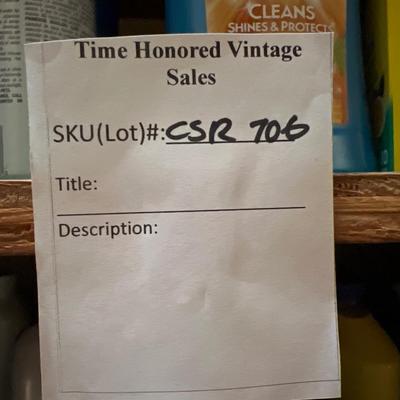 CLEANS
SHINES & PROTECTS
Time Honored Vintage
Sales
SKU(Lot)#: CSR 706
Title:
Description: